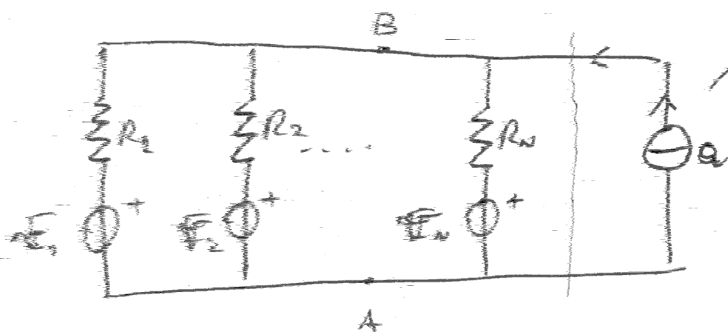 B
R1 R2 .... RN
+ + +
E1 E2 EN a
A